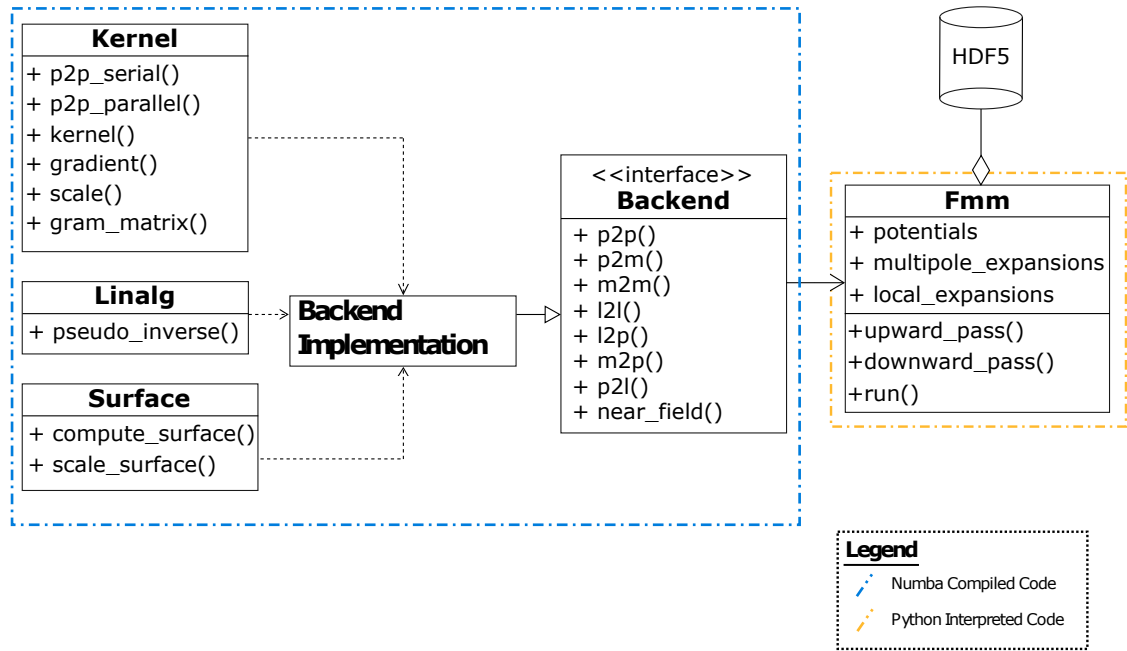 Kernel
+ p2p_serial()
+ p2p_parallel()
+ kernel()
+ gradient()
+ scale()
+ gram_matrix()
Linalg
+ pseudo_inverse()
Surface
+ compute_surface()
+ scale_surface()
Backend
Implementation
<<interface>>
Backend
+ p2p()
+ p2m()
+ m2m()
+ l2l()
+ l2p()
+ m2p()
+ p2l()
+ near_field()
HDF5
Fmm
+ potentials
+ multipole_expansions
+ local_expansions
+upward_pass()
+downward_pass()
+run()
Legend
Numba Compiled Code
Python Interpreted Code